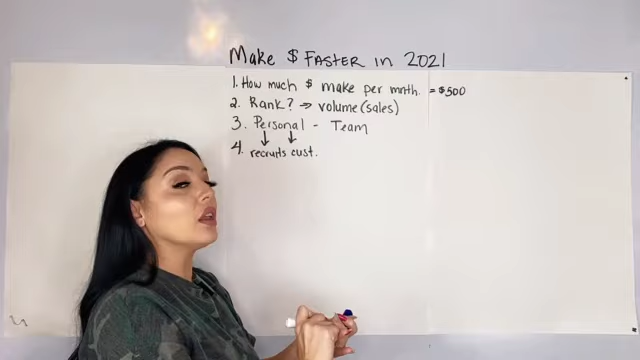 Make $ FASTER in 2021
1. How much $ make per mnth. = $500
2. Rank? ⇒ volume (sales)
3. Personal - Team
↓ ↓
4. recruits cust.